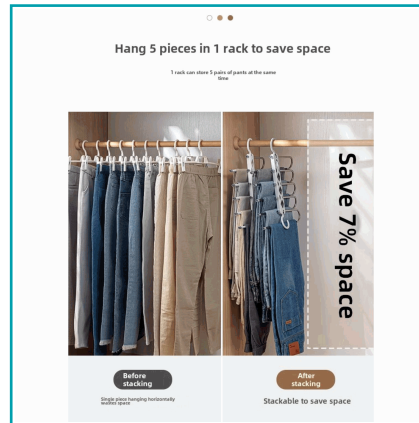 Hang 5 pieces in 1 rack to save space
1 rack can store 5 pairs of pants at the same
time
Save 7% space
Before
stacking
After
stacking
Single piece hanging horizontally
wastes space
Stackable to save space